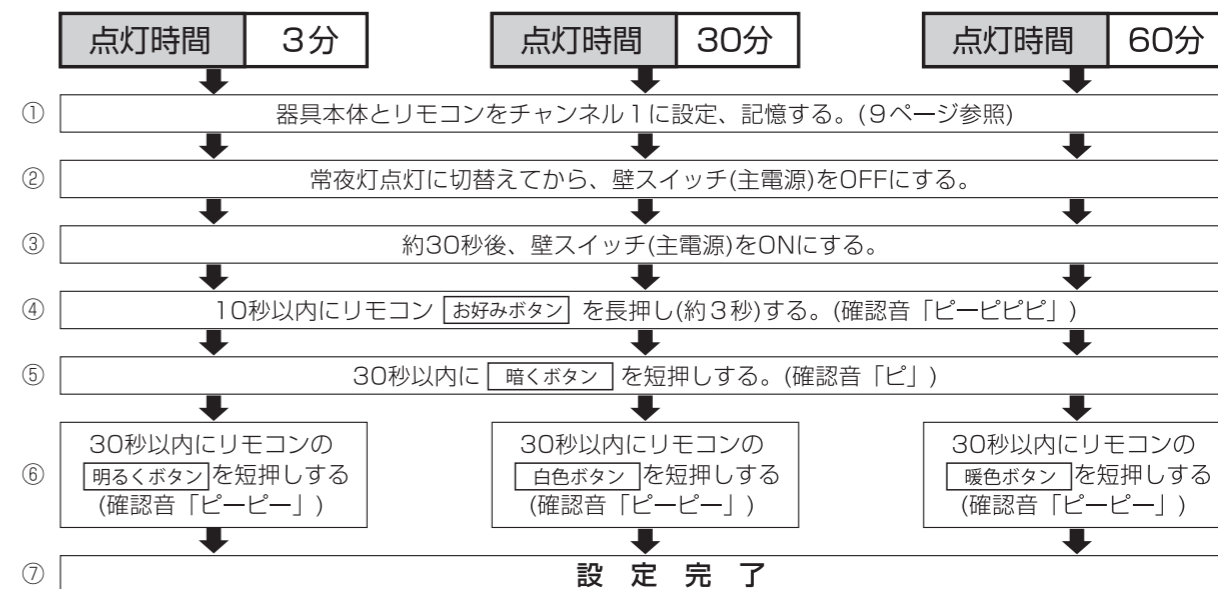 点灯時間 3分 点灯時間 30分 点灯時間 60分
① 器具本体とリモコンをチャンネル1に設定、記憶する。(9ページ参照)
② 常夜灯点灯に切替えてから、壁スイッチ(主電源)をOFFにする。
③ 約30秒後、壁スイッチ(主電源)をONにする。
④ 10秒以内にリモコン お好みボタン を長押し(約3秒)する。(確認音「ピーピピピ」)
⑤ 30秒以内に 暗くボタン を短押しする。(確認音「ピ」)
⑥
30秒以内にリモコンの
明るくボタン を短押しする
(確認音「ピーピー」)
30秒以内にリモコンの
白色ボタン を短押しする
(確認音「ピーピー」)
30秒以内にリモコンの
暖色ボタン を短押しする
(確認音「ピーピー」)
⑦ 設 定 完 了